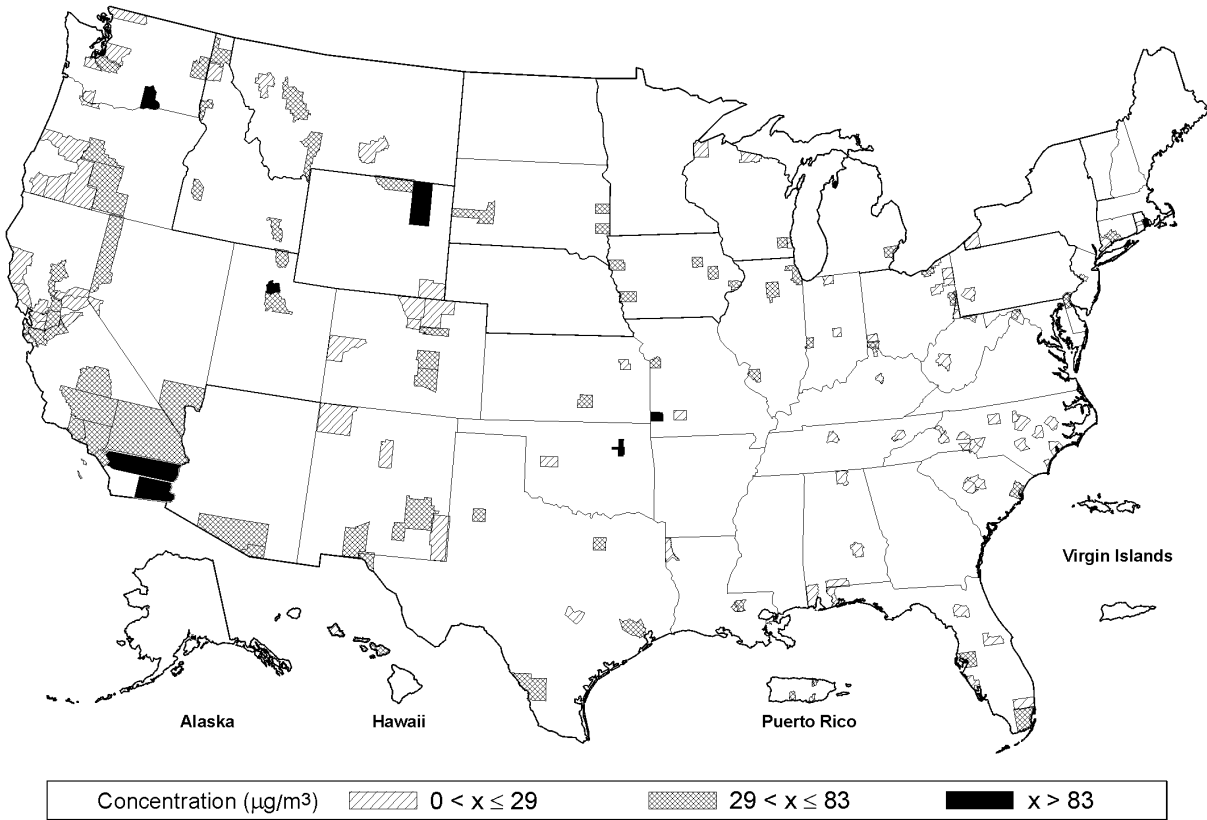 Virgin Islands
Alaska
Hawaii
Puerto Rico
Concentration (μg/m³) 0 < x ≤ 29 29 < x ≤ 83 x > 83